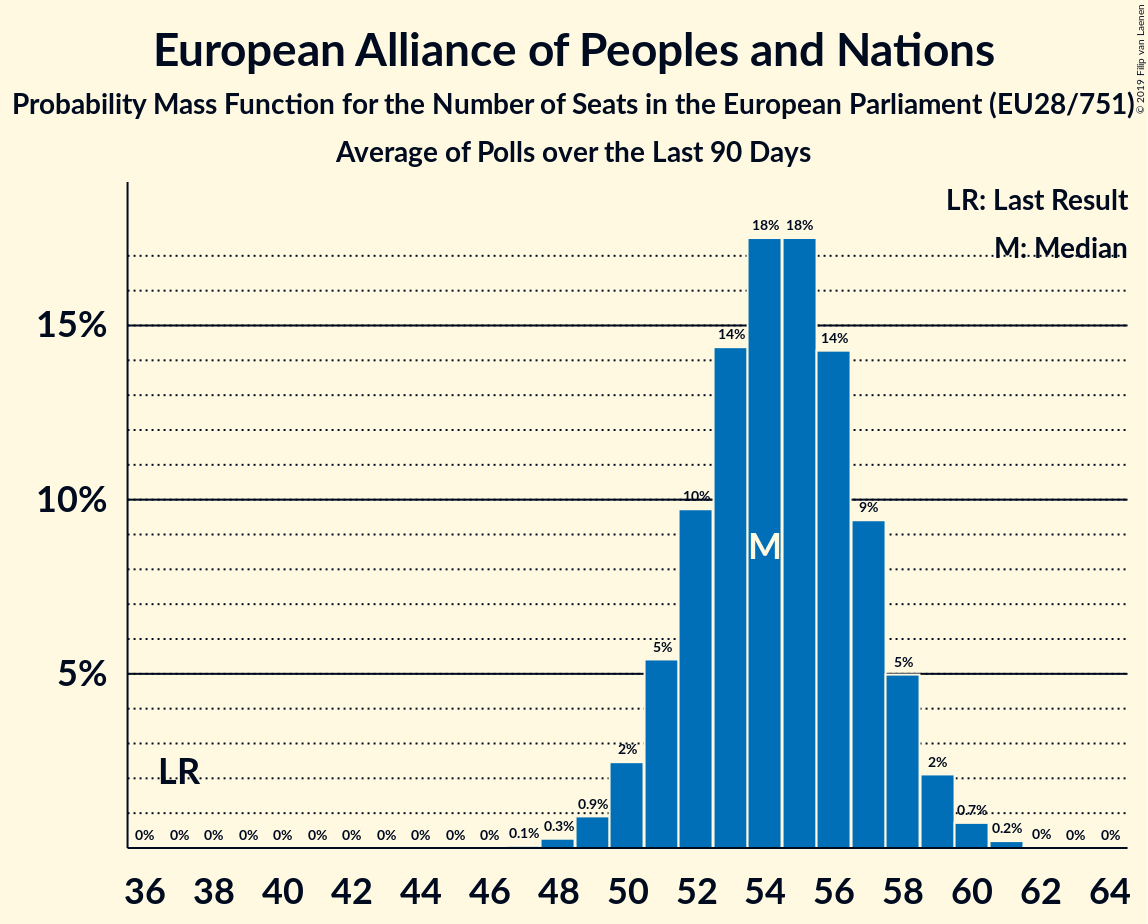 European Alliance of Peoples and Nations
Probability Mass Function for the Number of Seats in the European Parliament (EU28/751)
Average of Polls over the Last 90 Days
© 2019 Filip van Laenen
LR: Last Result
M: Median
18% 18%
15%
14% 14%
10%
10%
9%
M
5%
5% 5%
2% 2%
LR
0% 0% 0% 0% 0% 0% 0% 0% 0% 0% 0% 0.1% 0.3% 0.9% 0.7% 0.2% 0% 0% 0%
36 38 40 42 44 46 48 50 52 54 56 58 60 62 64